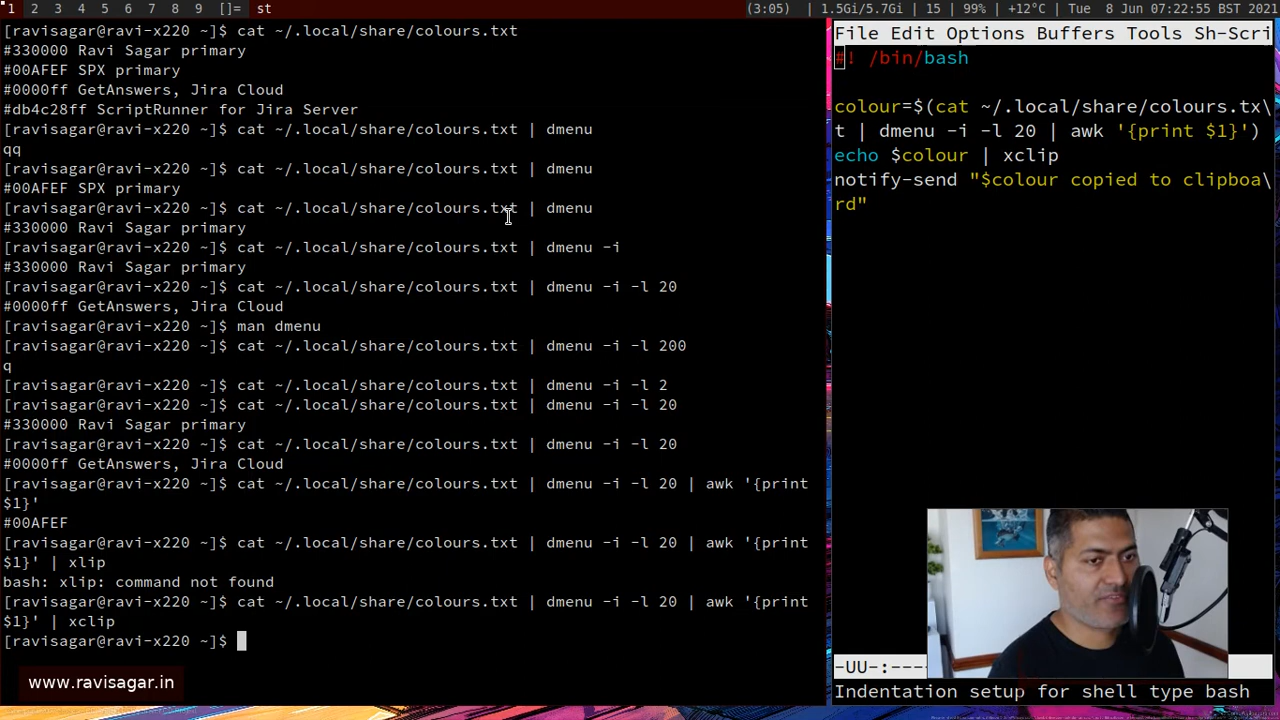 1 2 3 4 5 6 7 8 9 []= st (3:05) | 1.5Gi/5.7Gi | 15 | 99% | +12°C | Tue 8 Jun 07:22:55 BST 2021
[ravisagar@ravi-x220 ~]$ cat ~/.local/share/colours.txt
#330000 Ravi Sagar primary
#00AFEF SPX primary
#0000ff GetAnswers, Jira Cloud
#db4c28ff ScriptRunner for Jira Server
[ravisagar@ravi-x220 ~]$ cat ~/.local/share/colours.txt | dmenu
qq
[ravisagar@ravi-x220 ~]$ cat ~/.local/share/colours.txt | dmenu
#00AFEF SPX primary
[ravisagar@ravi-x220 ~]$ cat ~/.local/share/colours.txt | dmenu
#330000 Ravi Sagar primary
[ravisagar@ravi-x220 ~]$ cat ~/.local/share/colours.txt | dmenu -i
#330000 Ravi Sagar primary
[ravisagar@ravi-x220 ~]$ cat ~/.local/share/colours.txt | dmenu -i -l 20
#0000ff GetAnswers, Jira Cloud
[ravisagar@ravi-x220 ~]$ man dmenu
[ravisagar@ravi-x220 ~]$ cat ~/.local/share/colours.txt | dmenu -i -l 200
q
[ravisagar@ravi-x220 ~]$ cat ~/.local/share/colours.txt | dmenu -i -l 2
[ravisagar@ravi-x220 ~]$ cat ~/.local/share/colours.txt | dmenu -i -l 20
#330000 Ravi Sagar primary
[ravisagar@ravi-x220 ~]$ cat ~/.local/share/colours.txt | dmenu -i -l 20
#0000ff GetAnswers, Jira Cloud
[ravisagar@ravi-x220 ~]$ cat ~/.local/share/colours.txt | dmenu -i -l 20 | awk '{print
$1}'
#00AFEF
[ravisagar@ravi-x220 ~]$ cat ~/.local/share/colours.txt | dmenu -i -l 20 | awk '{print
$1}' | xlip
bash: xlip: command not found
[ravisagar@ravi-x220 ~]$ cat ~/.local/share/colours.txt | dmenu -i -l 20 | awk '{print
$1}' | xclip
[ravisagar@ravi-x220 ~]$
www.ravisagar.in
File Edit Options Buffers Tools Sh-Scri
#! /bin/bash
colour=$(cat ~/.local/share/colours.tx\
t | dmenu -i -l 20 | awk '{print $1}')
echo $colour | xclip
notify-send "$colour copied to clipboa\
rd"
-UU-:----
Indentation setup for shell type bash